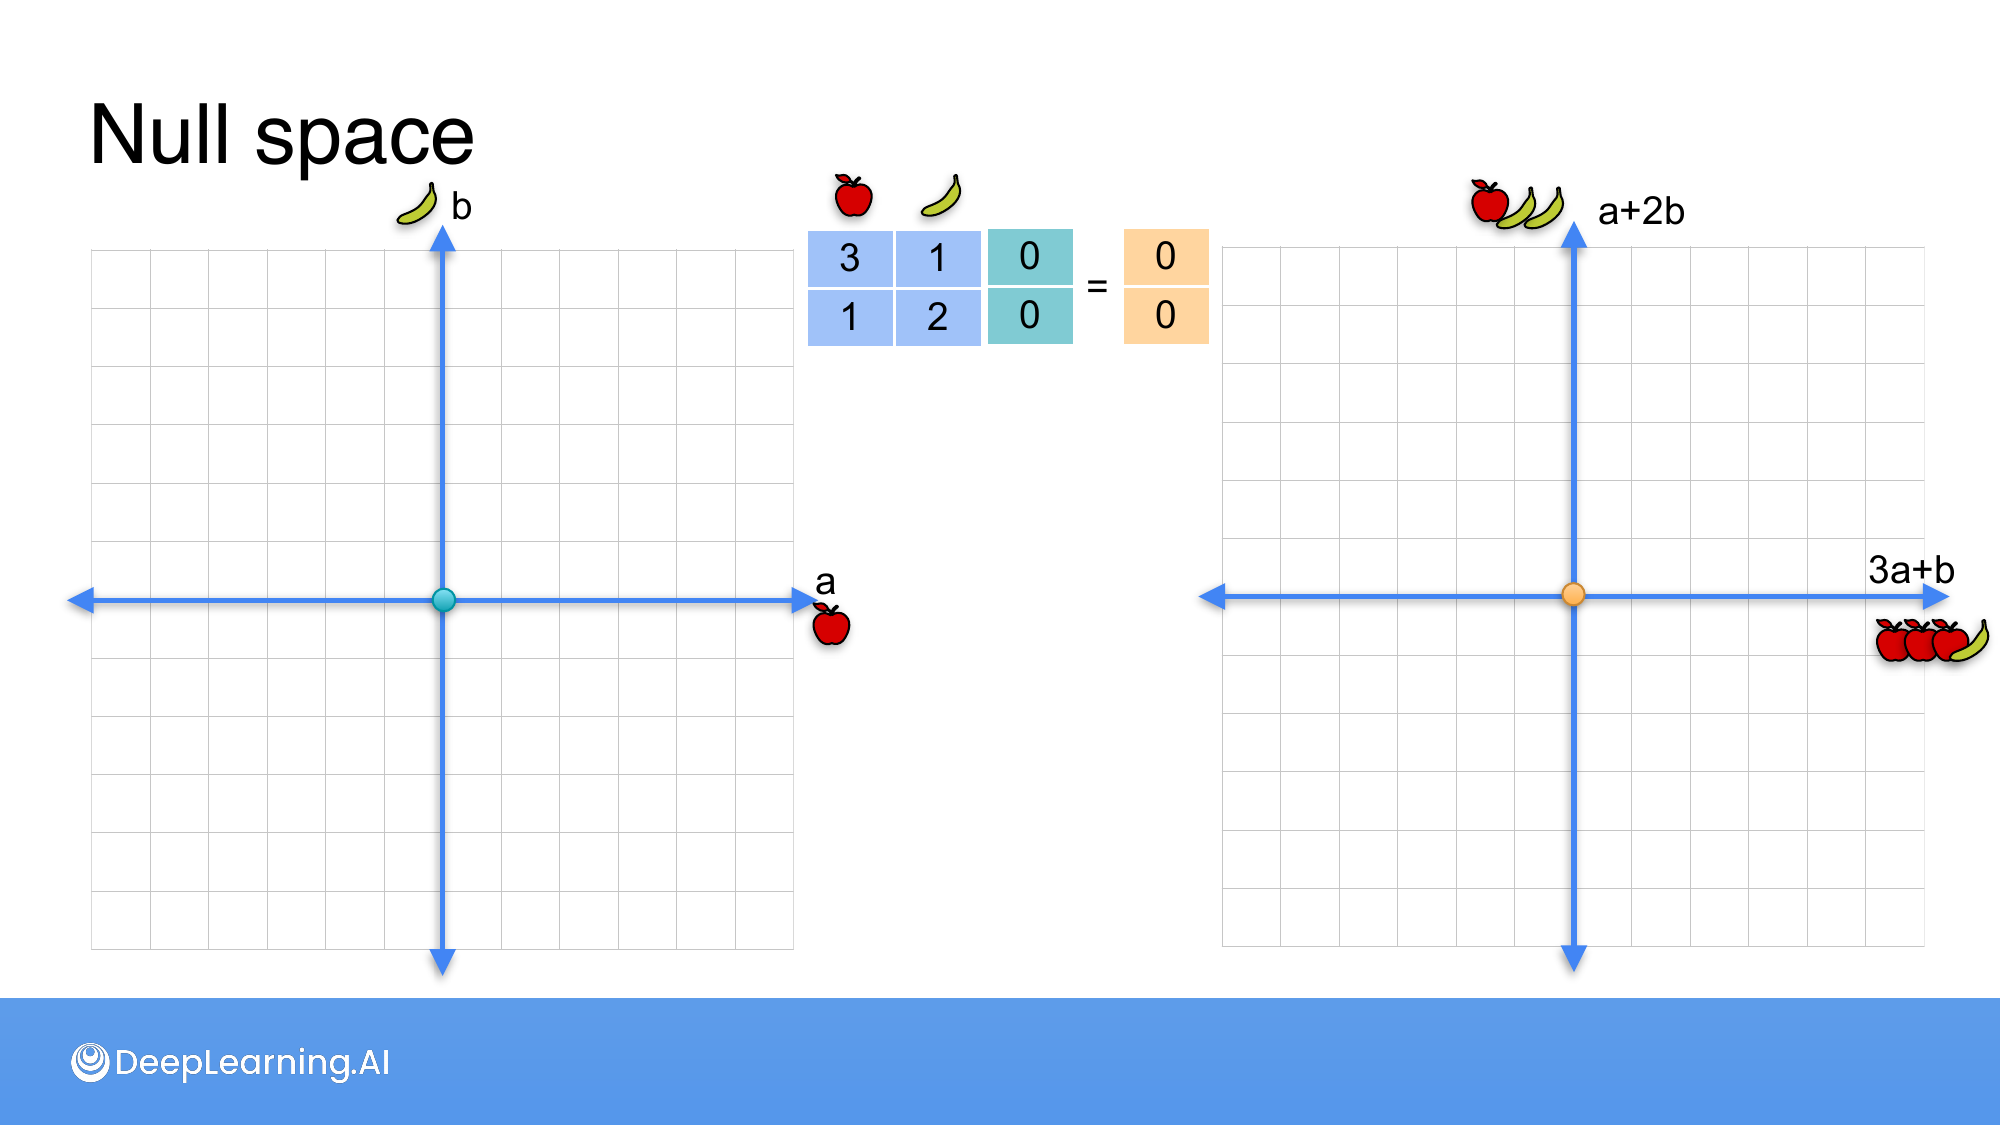 Null space
b
a+2b
3 1 0 = 0
1 2 0 0
a
3a+b
DeepLearning.AI